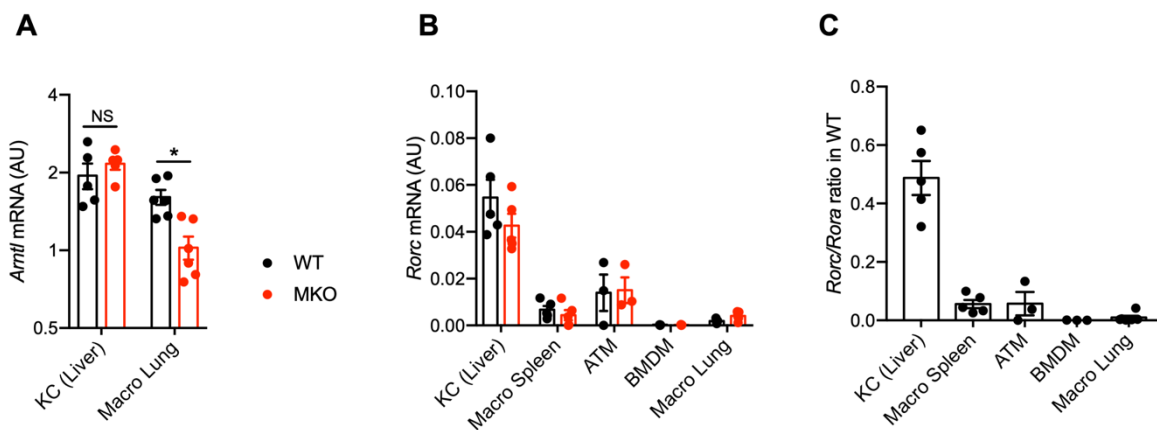 A
B
C
Arntl mRNA (AU)
4
2
1
0.5
NS
*
KC (Liver)
Macro Lung
WT
MKO
Rorc mRNA (AU)
0.10
0.08
0.06
0.04
0.02
0.00
KC (Liver)
Macro Spleen
ATM
BMDM
Macro Lung
Rorc/Rora ratio in WT
0.8
0.6
0.4
0.2
0.0
KC (Liver)
Macro Spleen
ATM
BMDM
Macro Lung